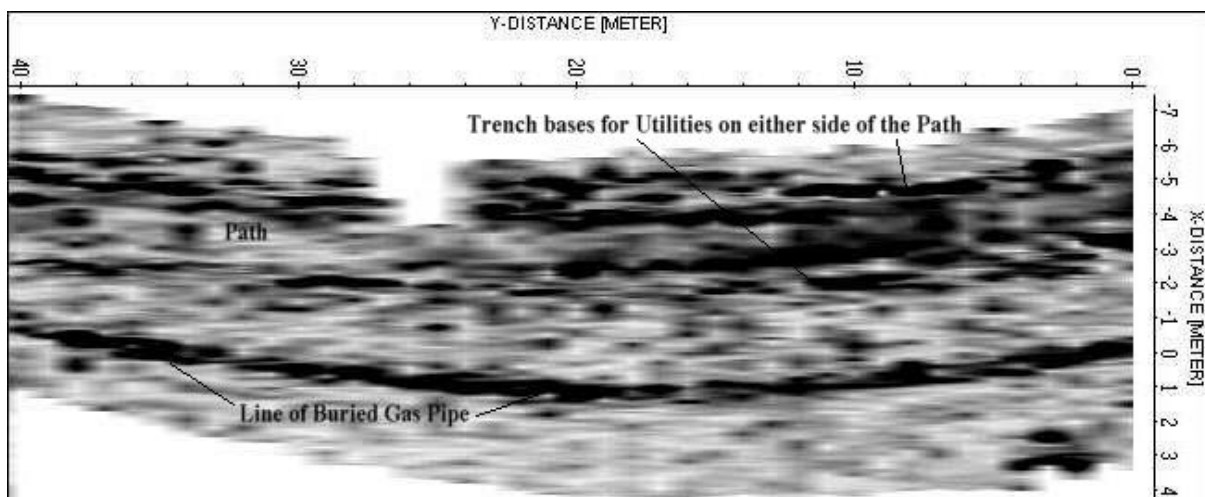 Y-DISTANCE [METER]
40 30 20 10 0
Trench bases for Utilities on either side of the Path
Path
Line of Buried Gas Pipe
X-DISTANCE [METER]
-7
-6
-5
-4
-3
-2
-1
0
1
2
3
4